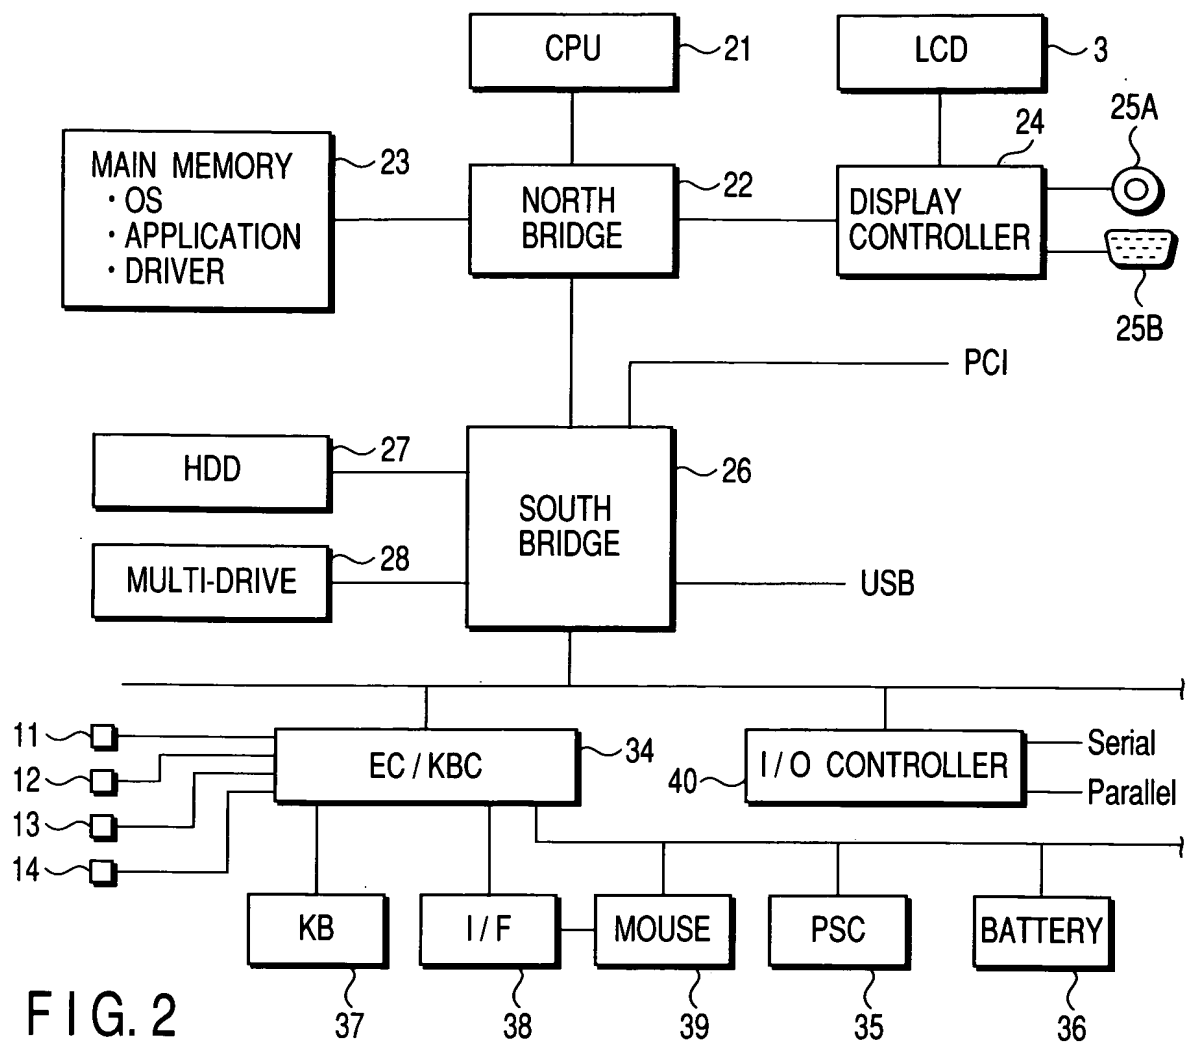 CPU
21
LCD
3
25A
24
MAIN MEMORY
· OS
· APPLICATION
· DRIVER
23
NORTH
BRIDGE
22
DISPLAY
CONTROLLER
25B
PCI
HDD
27
SOUTH
BRIDGE
26
MULTI-DRIVE
28
USB
11
12
13
14
EC / KBC
34
40
I / O CONTROLLER
Serial
Parallel
KB
I / F
MOUSE
PSC
BATTERY
37
38
39
35
36
FIG. 2